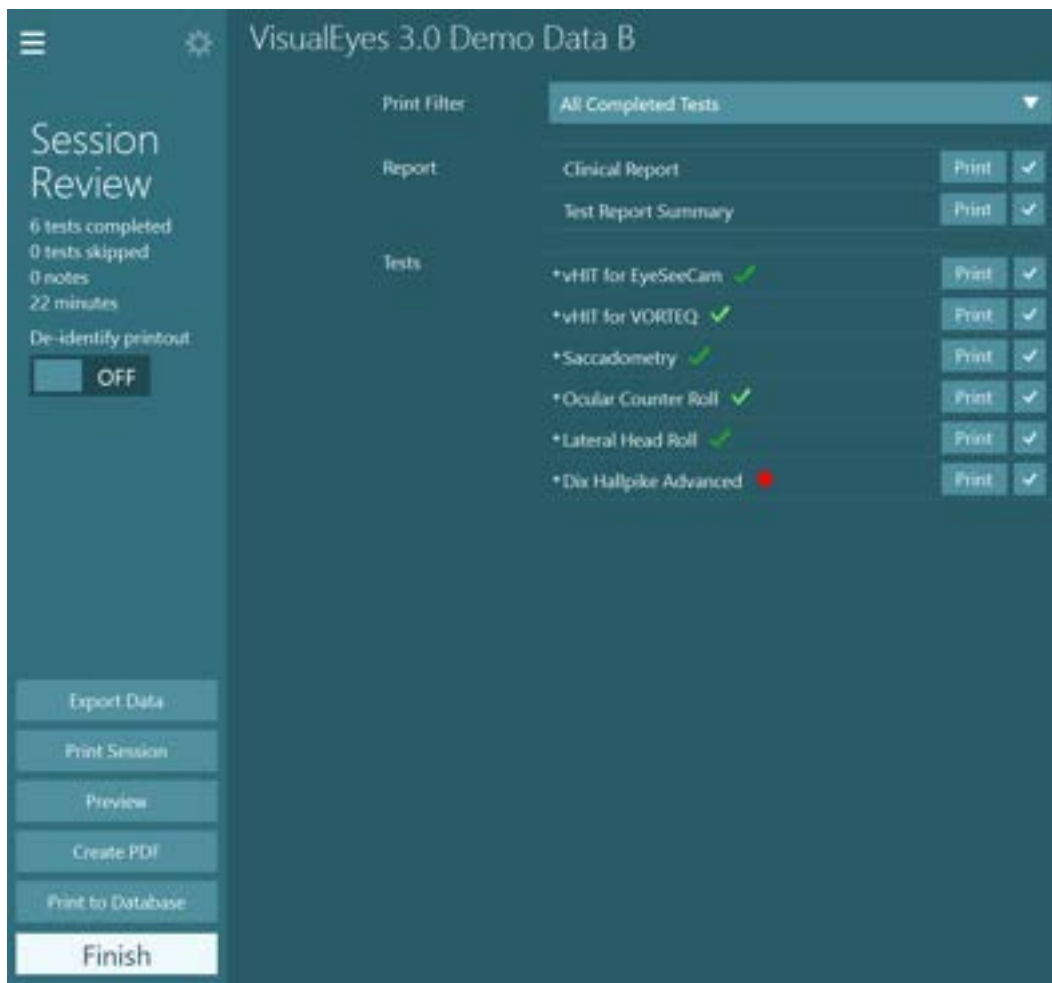 VisualEyes 3.0 Demo Data B
Session
Review
6 tests completed
0 tests skipped
0 notes
22 minutes
De-identify printout
OFF
Export Data
Print Session
Preview
Create PDF
Print to Database
Finish
Print Filter All Completed Tests
Report Clinical Report Print
Test Report Summary Print
Tests
*vHIT for EyeSeeCam Print
*vHIT for VORTEQ Print
*Saccadometry Print
*Ocular Counter Roll Print
*Lateral Head Roll Print
*Dix Hallpike Advanced Print